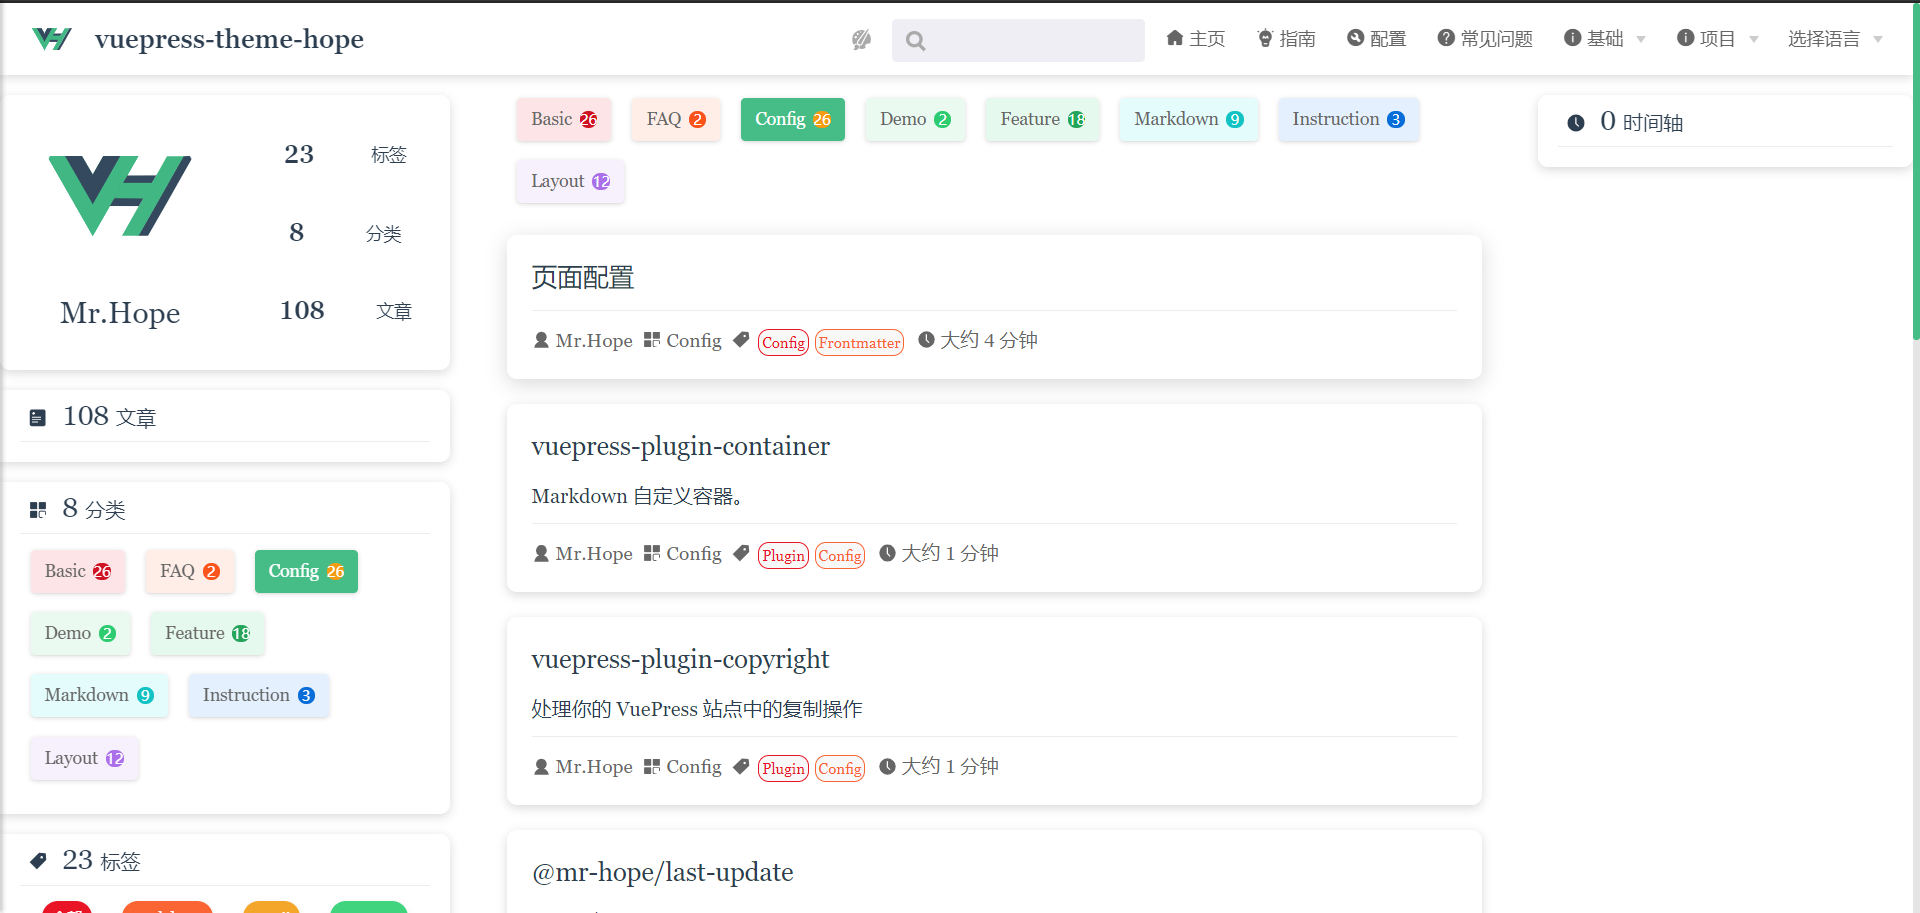 vuepress-theme-hope
主页 指南 配置 常见问题 基础 项目 选择语言
23 标签
8 分类
Mr.Hope
108 文章
108 文章
8 分类
Basic 26 FAQ 2 Config 26
Demo 2 Feature 18
Markdown 9 Instruction 3
Layout 12
23 标签
Basic 26 FAQ 2 Config 26 Demo 2 Feature 18 Markdown 9 Instruction 3
Layout 12
页面配置
Mr.Hope Config Config Frontmatter 大约 4 分钟
vuepress-plugin-container
Markdown 自定义容器。
Mr.Hope Config Plugin Config 大约 1 分钟
vuepress-plugin-copyright
处理你的 VuePress 站点中的复制操作
Mr.Hope Config Plugin Config 大约 1 分钟
@mr-hope/last-update
0 时间轴